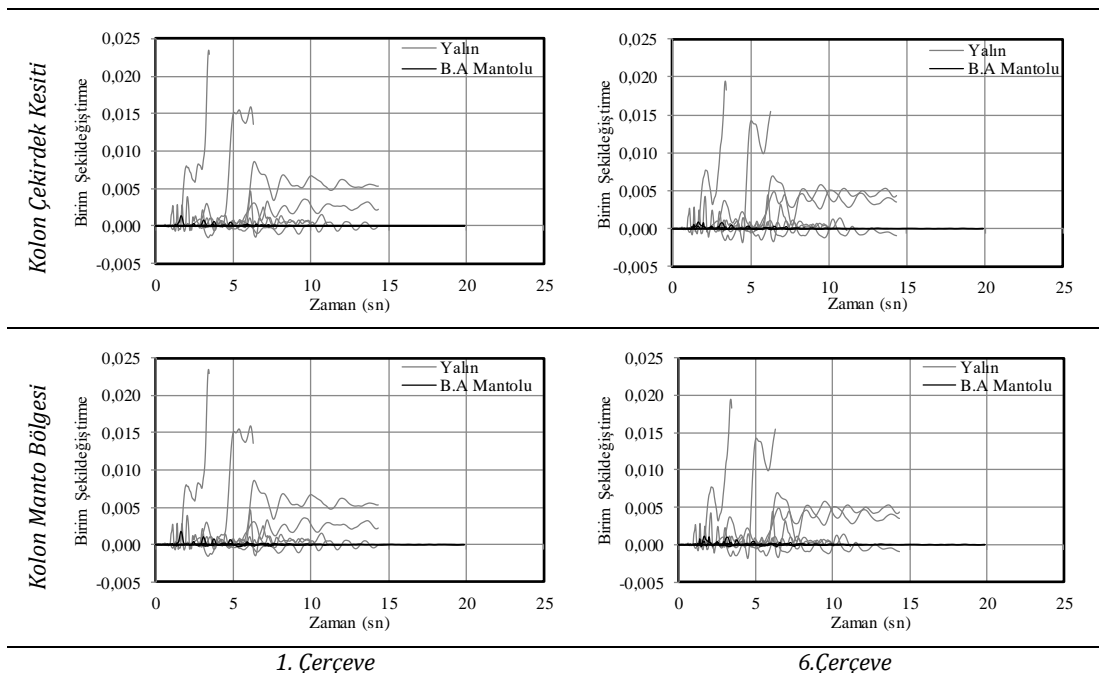 Kolon Çekirdek Kesiti
Birim Şekildeğiştirme
0,025
0,020
0,015
0,010
0,005
0,000
-0,005
Yalın
B.A Mantolu
0 5 10 15 20 25
Zaman (sn)
Birim Şekildeğiştirme
0,025
0,020
0,015
0,010
0,005
0,000
-0,005
Yalın
B.A Mantolu
0 5 10 15 20 25
Zaman (sn)
Kolon Manto Bölgesi
Birim Şekildeğiştirme
0,025
0,020
0,015
0,010
0,005
0,000
-0,005
Yalın
B.A Mantolu
0 5 10 15 20 25
Zaman (sn)
Birim Şekildeğiştirme
0,025
0,020
0,015
0,010
0,005
0,000
-0,005
Yalın
B.A Mantolu
0 5 10 15 20 25
Zaman (sn)
1. Çerçeve
6.Çerçeve